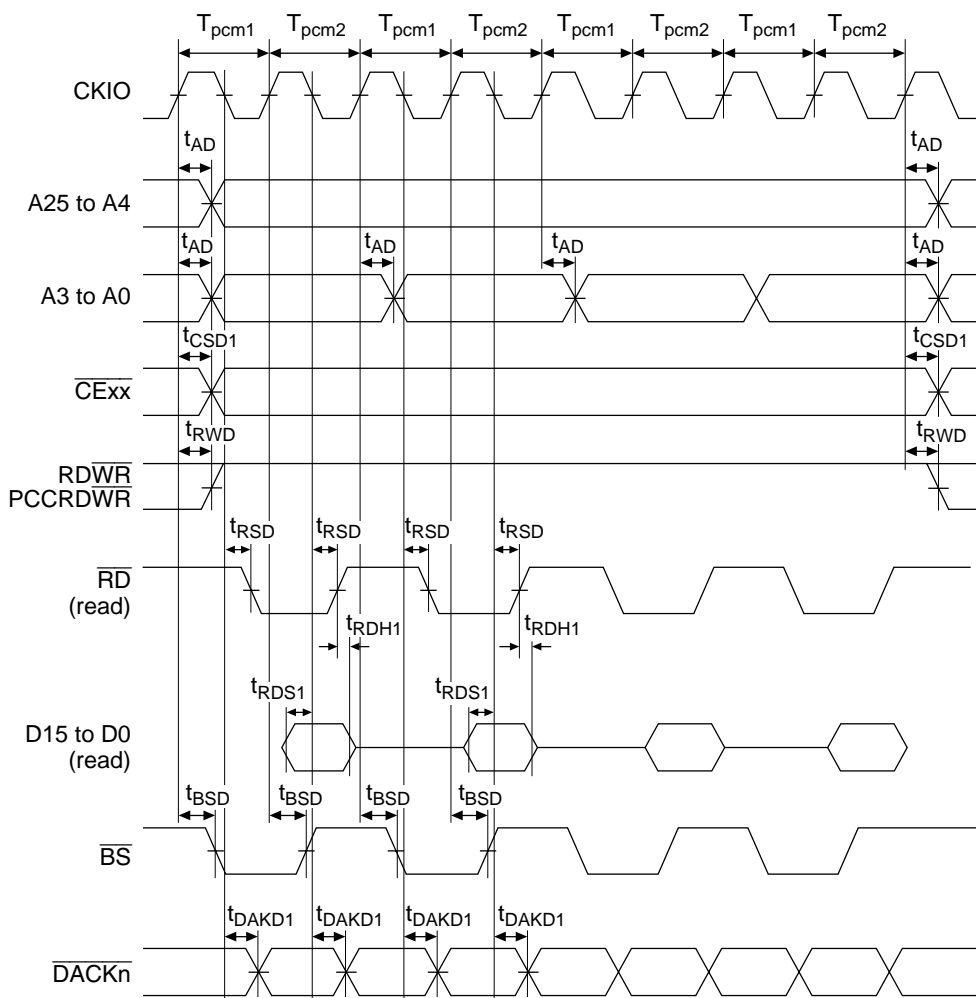 Tpcm1 Tpcm2 Tpcm1 Tpcm2 Tpcm1 Tpcm2 Tpcm1 Tpcm2
CKIO
tAD tAD
A25 to A4
tAD tAD tAD tAD
A3 to A0
tCSD1 tCSD1
CExx
tRWD tRWD
RDWR
PCCRDWR
tRSD tRSD tRSD tRSD
RD
(read)
tRDH1 tRDH1
tRDS1 tRDS1
D15 to D0
(read)
tBSD tBSD tBSD tBSD
BS
tDAKD1 tDAKD1 tDAKD1 tDAKD1
DACKn